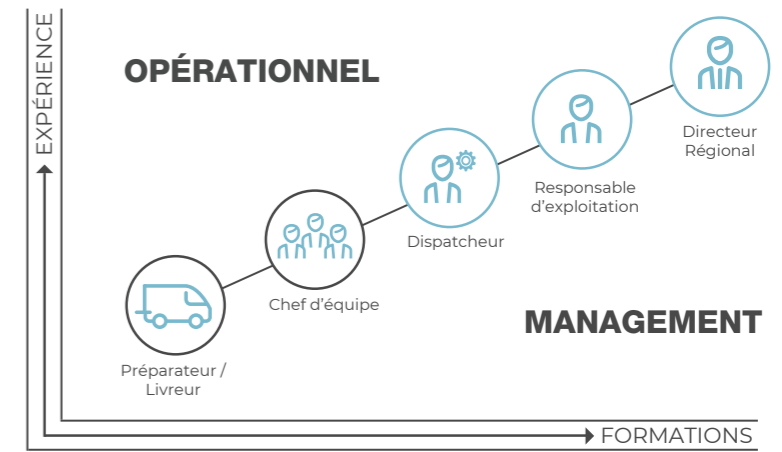 EXPÉRIENCE
OPÉRATIONNEL
Directeur
Régional
Responsable
d'exploitation
Dispatcheur
Chef d'équipe
MANAGEMENT
Préparateur /
Livreur
FORMATIONS